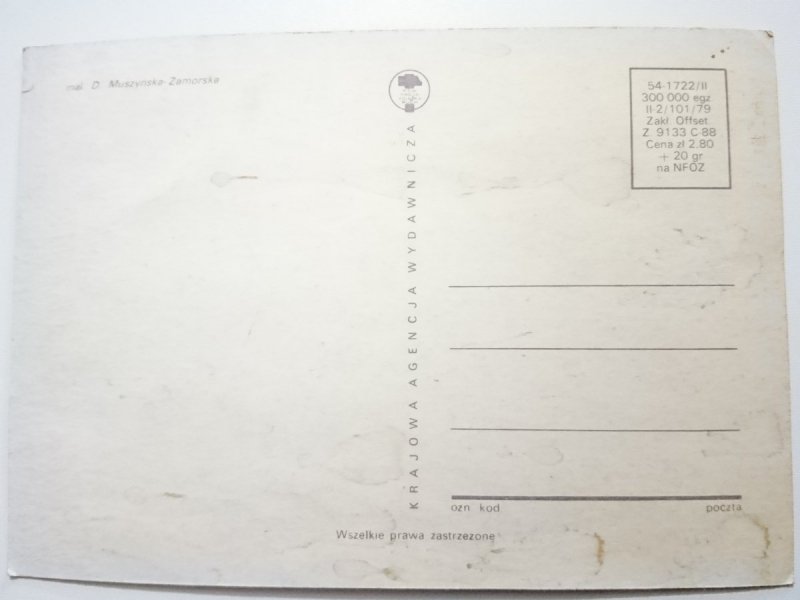 mal. D. Muszyńska-Zamorska
KRAJOWA AGENCJA WYDAWNICZA
54-1722/II
300 000 egz
II-2/101/79
Zakł. Offset
Z. 9133 C-88
Cena zł 2.80
+ 20 gr
na NFOZ
ozn kod poczta
Wszelkie prawa zastrzeżone